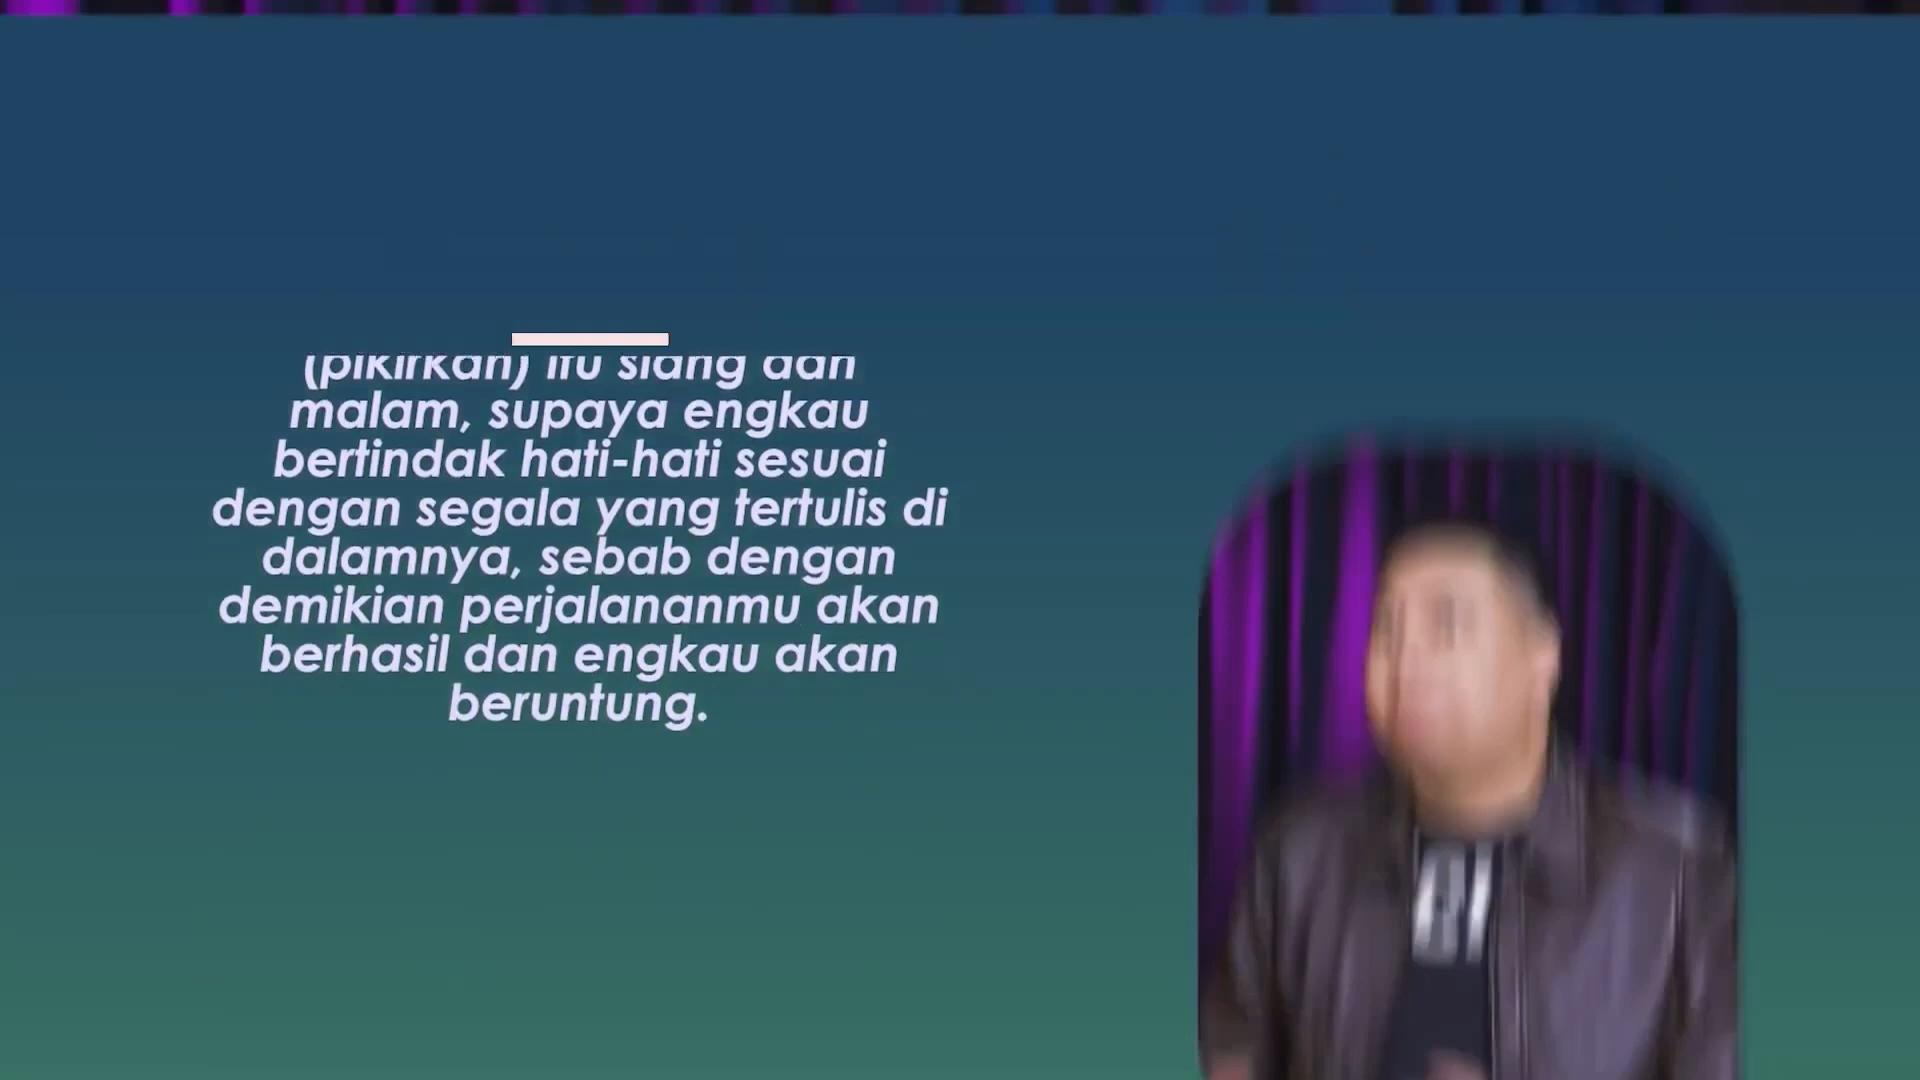 (pikirkan) itu siang dan
malam, supaya engkau
bertindak hati-hati sesuai
dengan segala yang tertulis di
dalamnya, sebab dengan
demikian perjalananmu akan
berhasil dan engkau akan
beruntung.